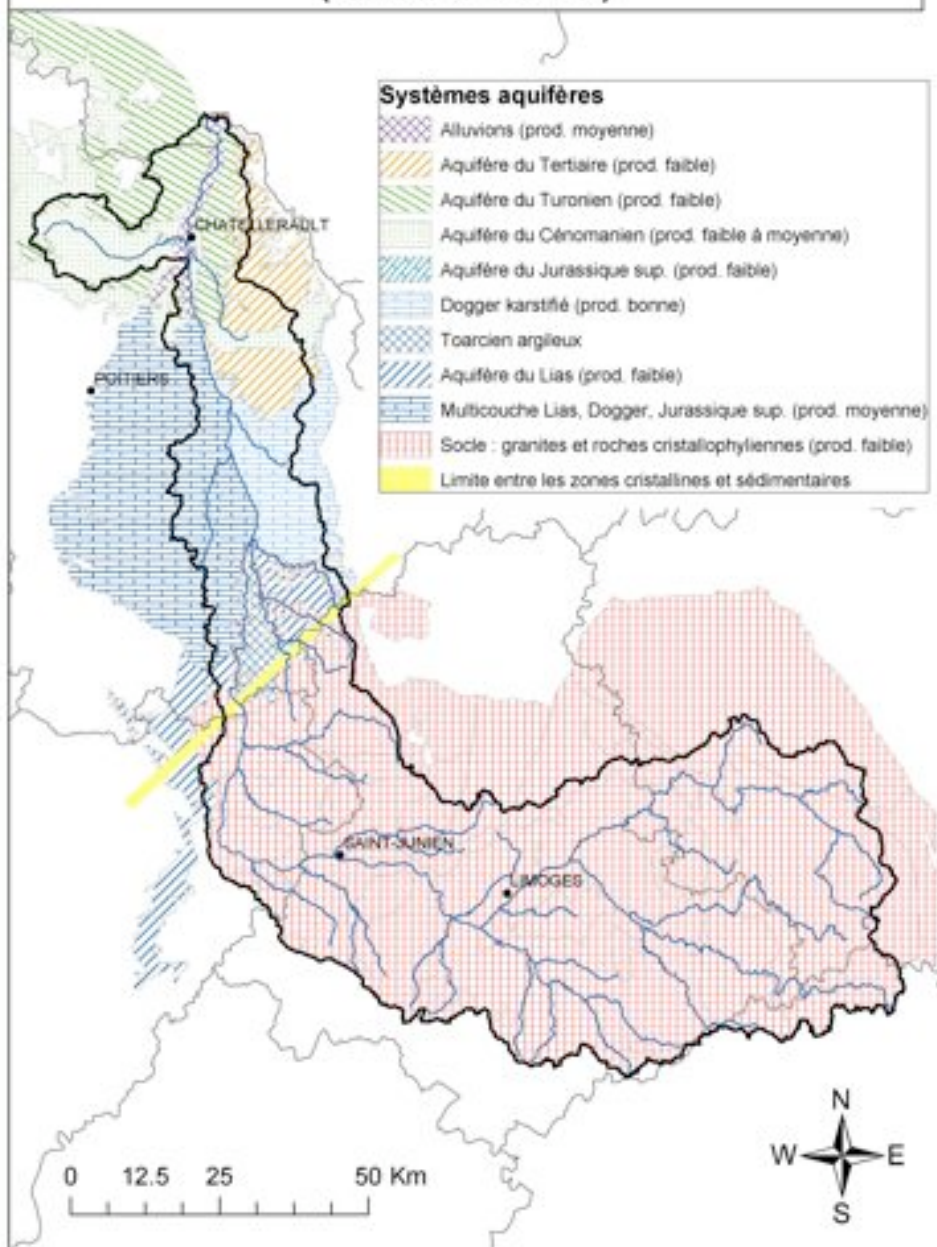 Systèmes aquifères
Alluvions (prod. moyenne)
Aquifère du Tertiaire (prod. faible)
Aquifère du Turonien (prod. faible)
Aquifère du Cénomanien (prod. faible à moyenne)
Aquifère du Jurassique sup. (prod. faible)
Dogger karstifié (prod. bonne)
Toarcien argileux
Aquifère du Lias (prod. faible)
Multicouche Lias, Dogger, Jurassique sup. (prod. moyenne)
Socle : granites et roches cristallophyliennes (prod. faible)
Limite entre les zones cristallines et sédimentaires
CHATELLERAULT
POITIERS
SAINT-JUNIEN
LIMOGES
N
W E
S
0 12.5 25 50 Km